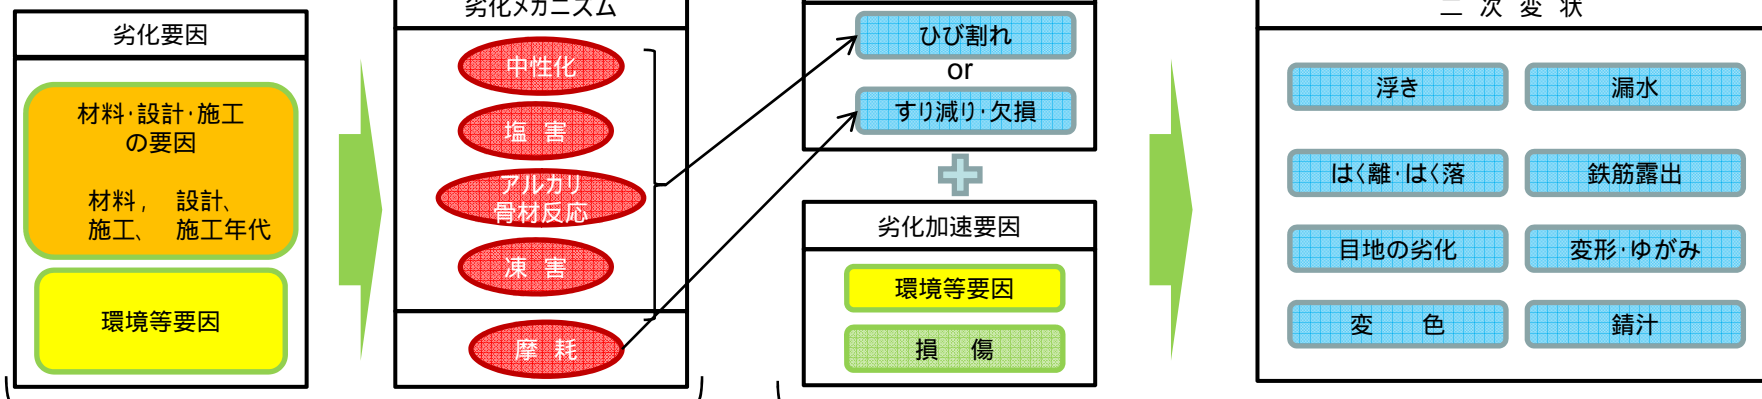 劣化要因
材料・設計・施工
の要因
材料, 設計、
施工、 施工年代
環境等要因
劣化メカニズム
中性化
塩 害
アルカリ
骨材反応
凍 害
摩 耗
ひび割れ
or
すり減り・欠損
劣化加速要因
環境等要因
損 傷
二 次 変 状
浮き
漏水
はく離・はく落
鉄筋露出
目地の劣化
変形・ゆがみ
変 色
錆汁